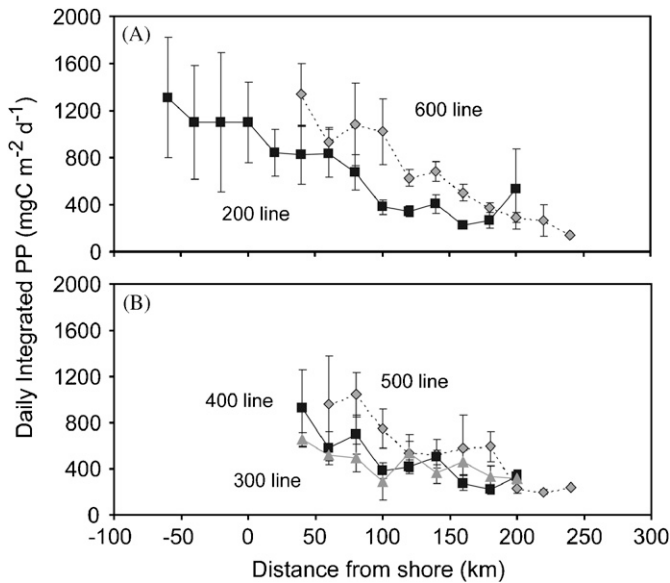 (A)
2000
1600
1200
800
400
0
600 line
200 line
Daily Integrated PP (mgC m-2 d-1)
(B)
2000
1600
1200
800
400
0
400 line
500 line
300 line
-100 -50 0 50 100 150 200 250 300
Distance from shore (km)